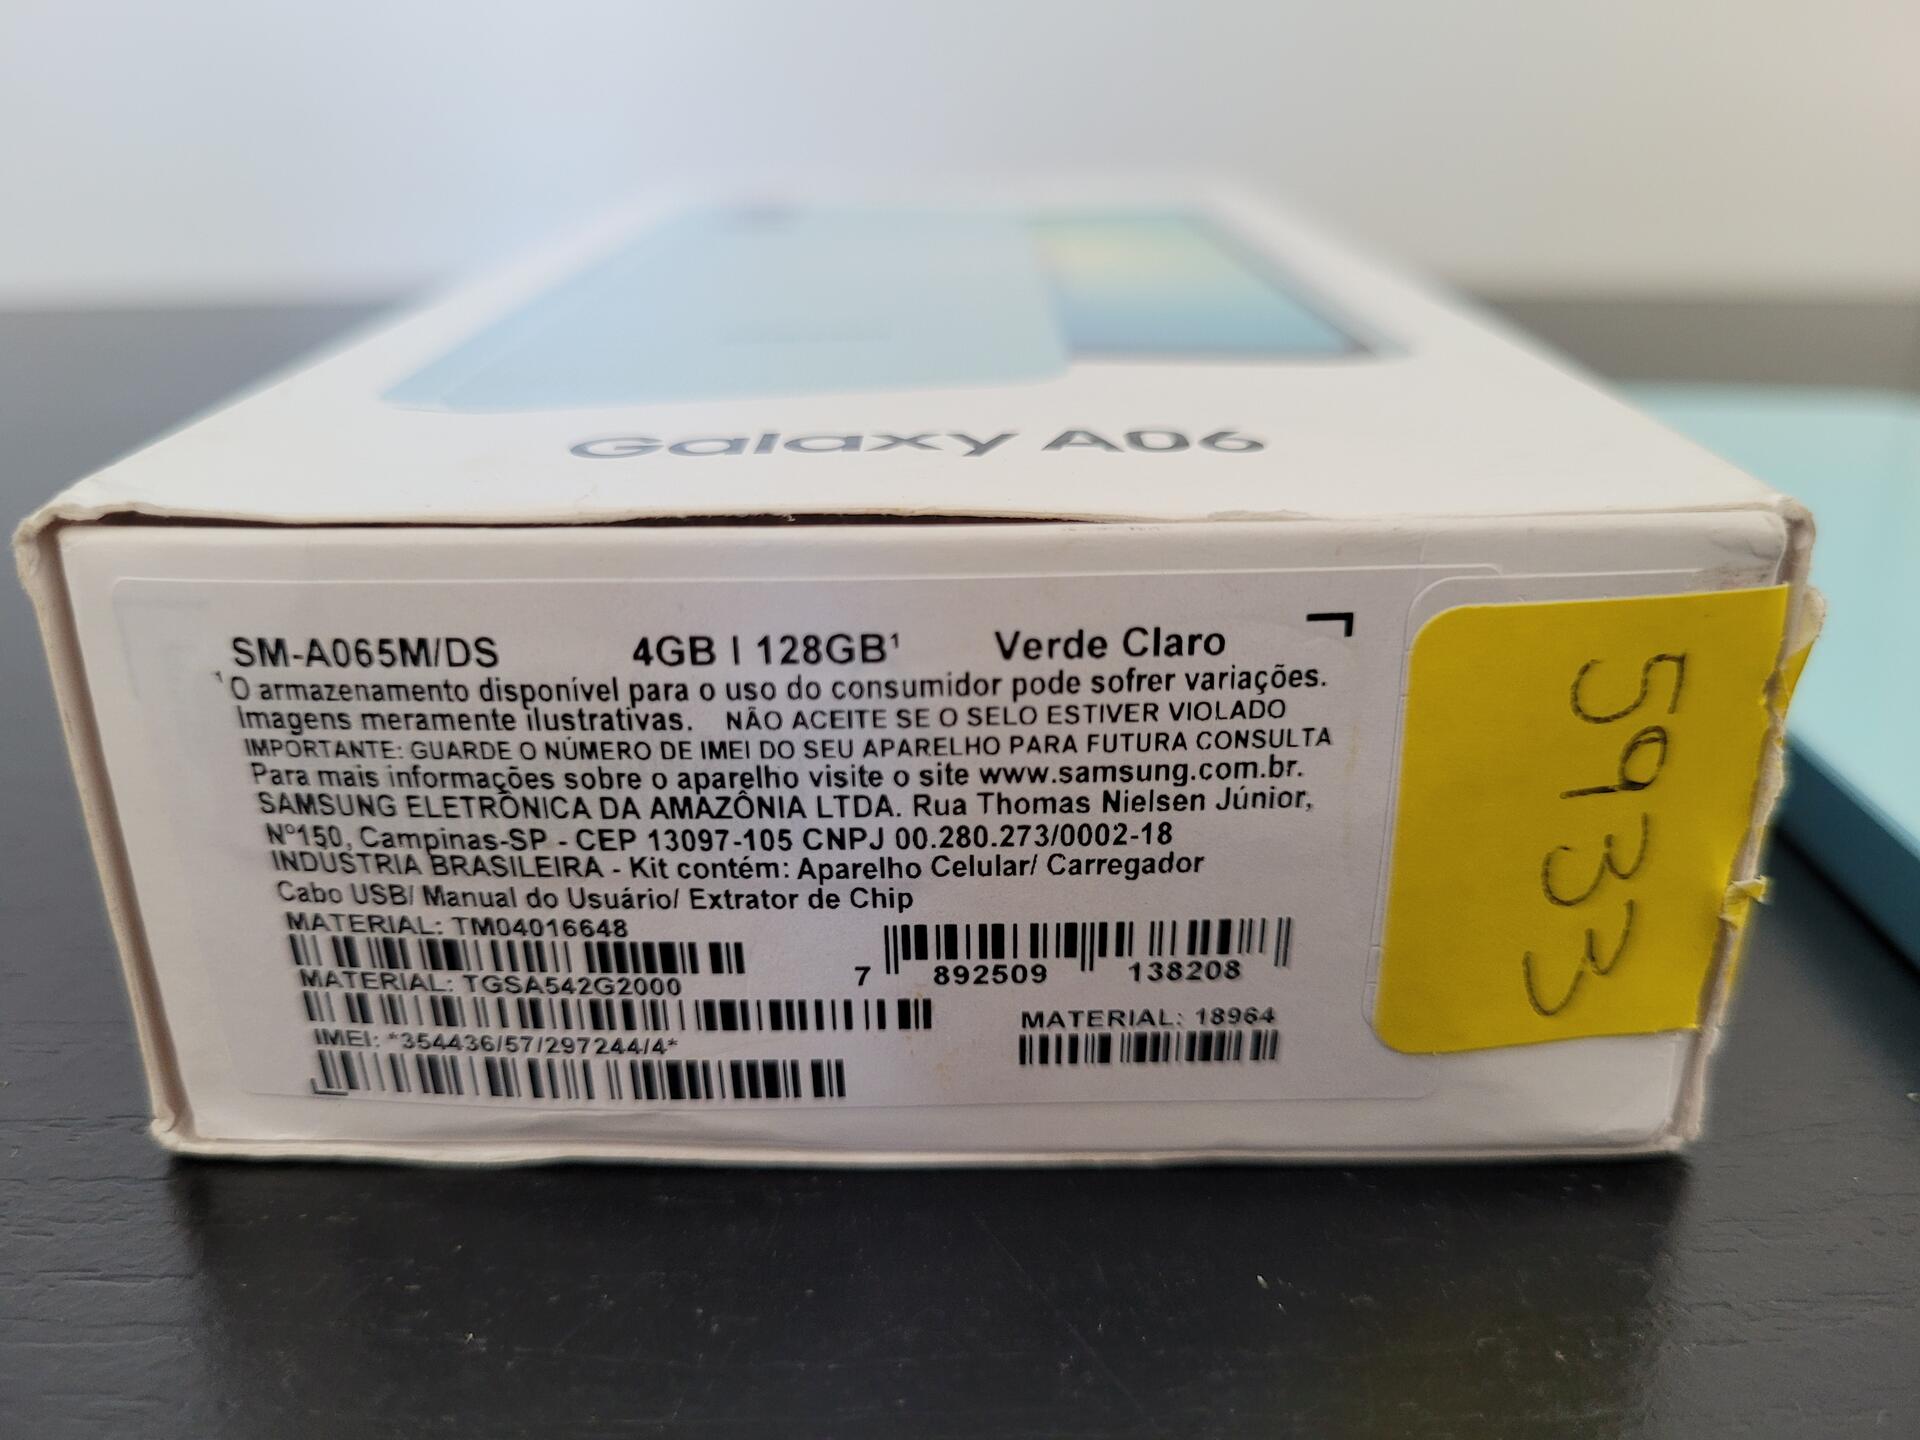 Galaxy A06
SM-A065M/DS 4GB | 128GB¹ Verde Claro
¹O armazenamento disponível para o uso do consumidor pode sofrer variações.
Imagens meramente ilustrativas. NÃO ACEITE SE O SELO ESTIVER VIOLADO
IMPORTANTE: GUARDE O NÚMERO DE IMEI DO SEU APARELHO PARA FUTURA CONSULTA
Para mais informações sobre o aparelho visite o site www.samsung.com.br.
SAMSUNG ELETRÔNICA DA AMAZÔNIA LTDA. Rua Thomas Nielsen Júnior,
Nº150, Campinas-SP - CEP 13097-105 CNPJ 00.280.273/0002-18
INDÚSTRIA BRASILEIRA - Kit contém: Aparelho Celular/ Carregador
Cabo USB/ Manual do Usuário/ Extrator de Chip
MATERIAL: TM04016648
7 892509 138208
MATERIAL: TGSA542G2000
MATERIAL: 18964
IMEI: *354436/57/297244/4*
5933